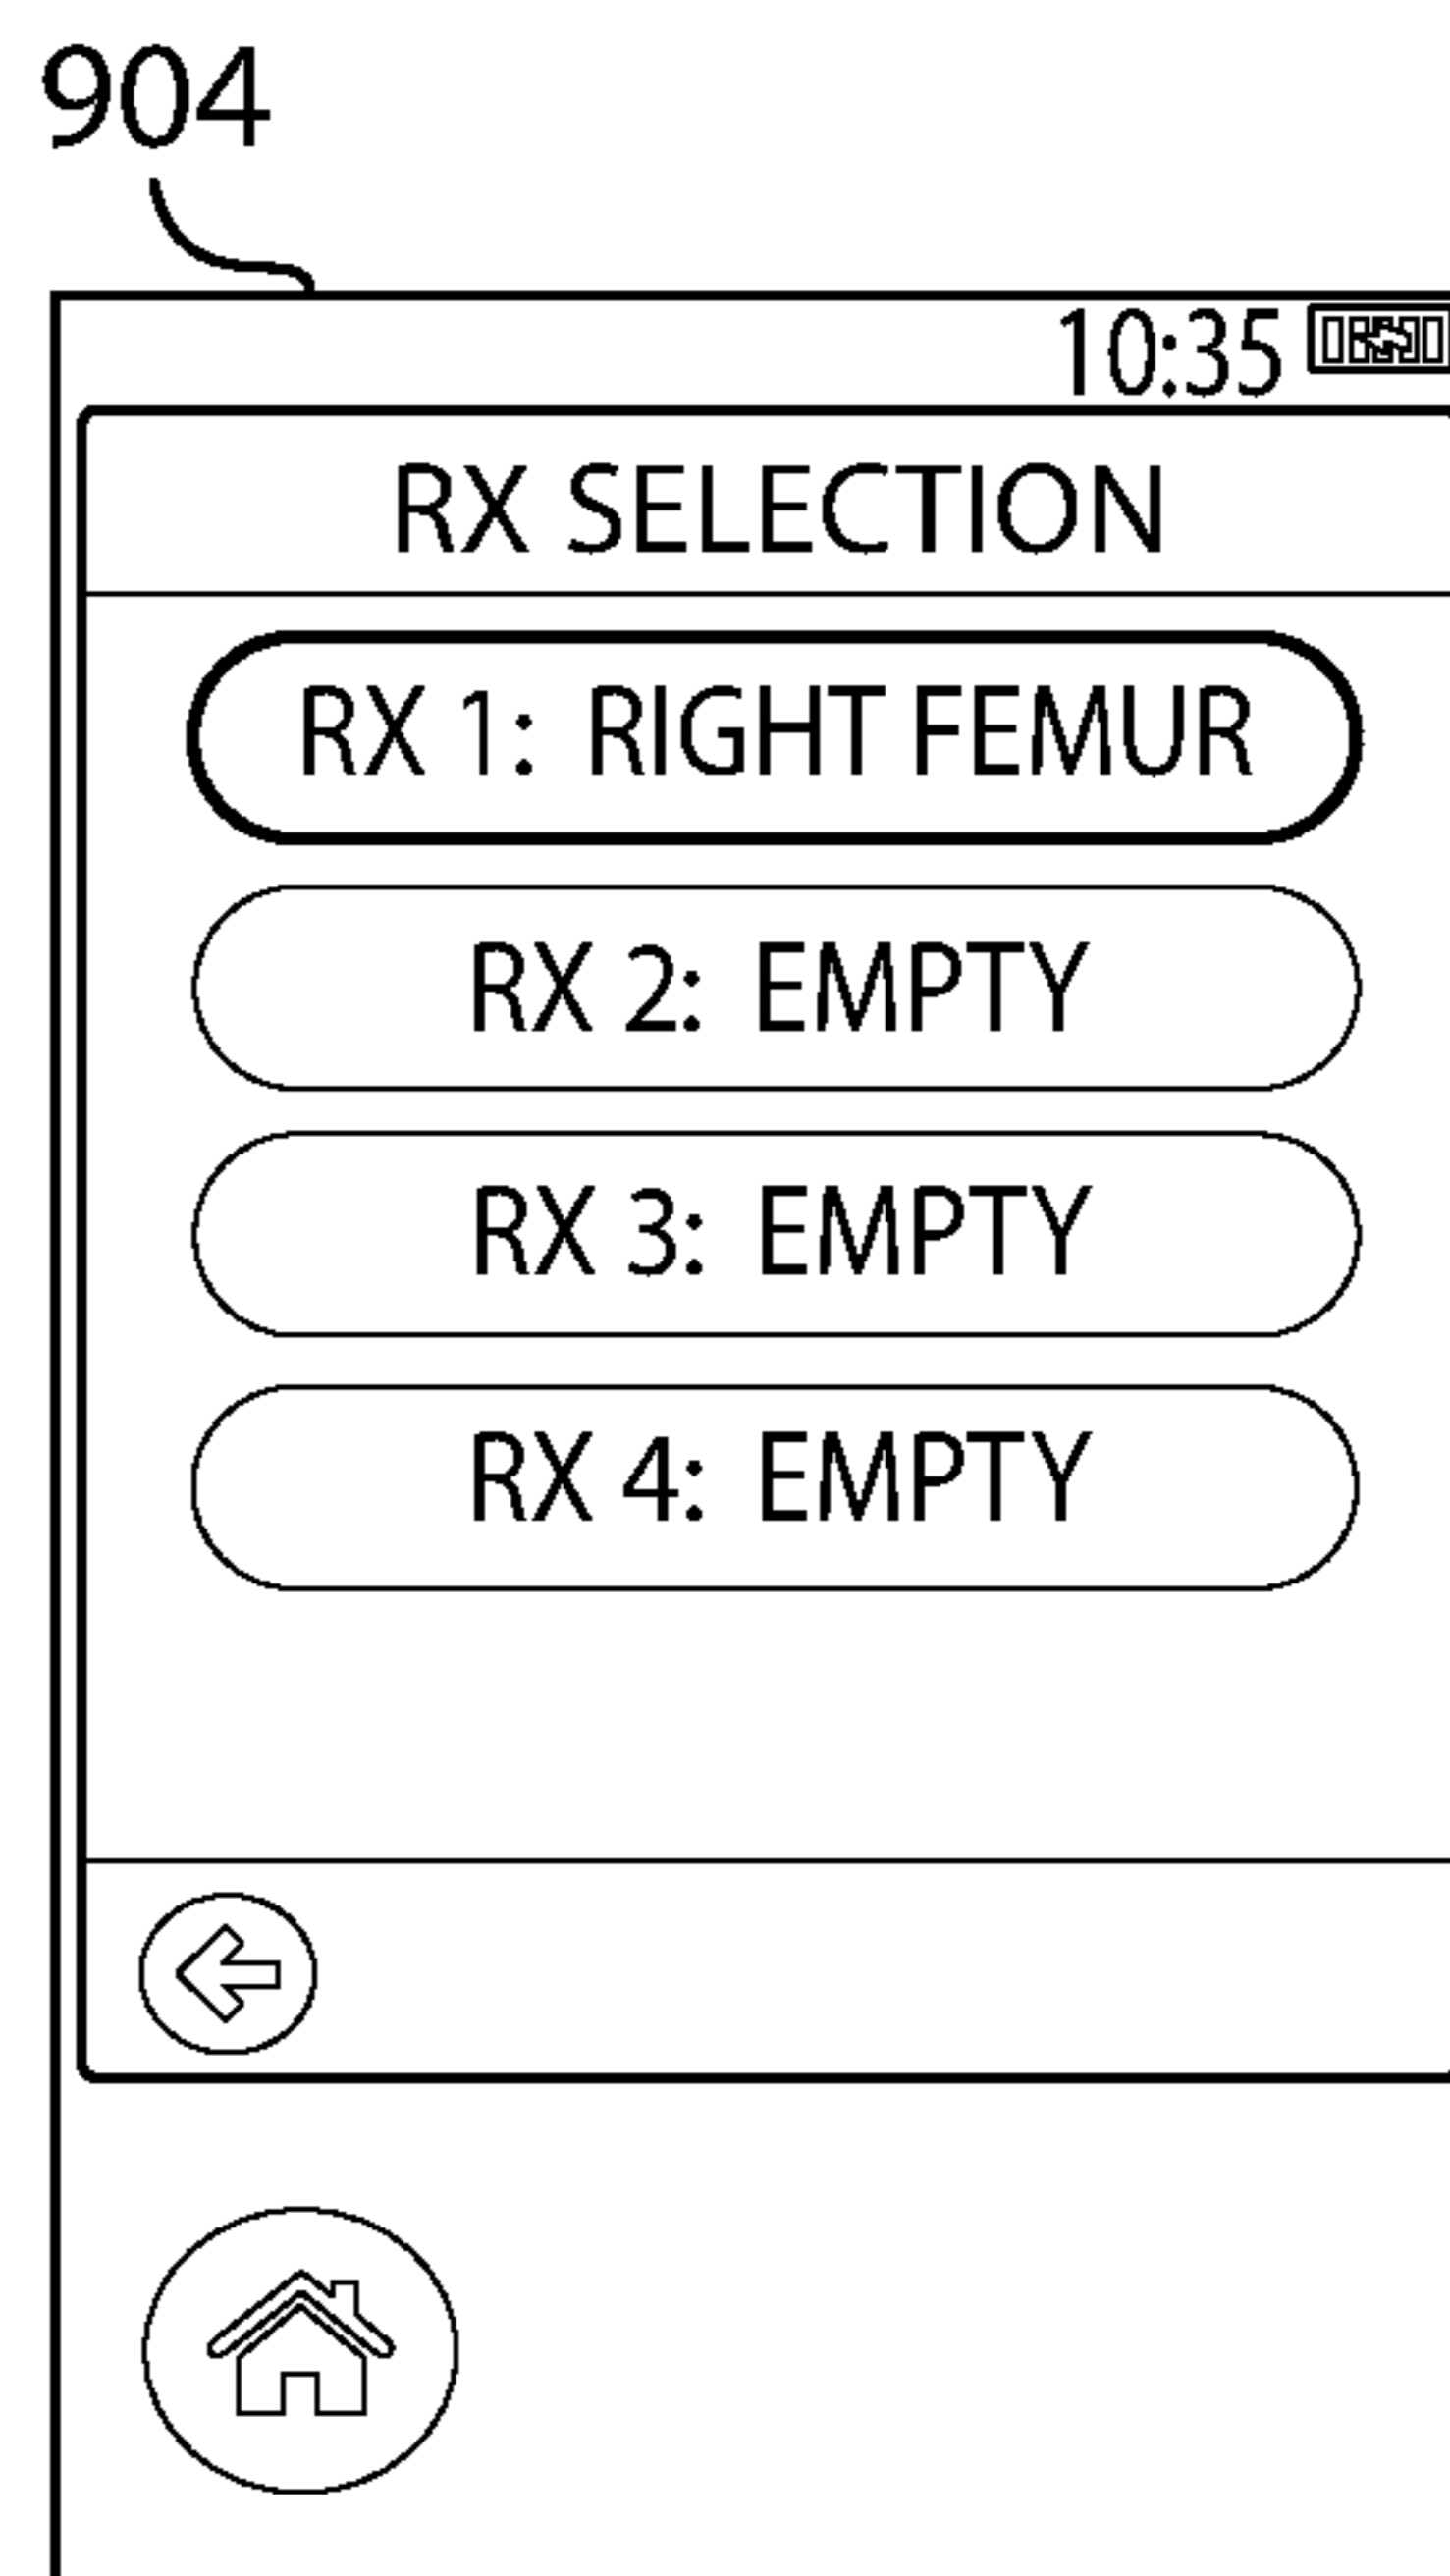 904
10:35
RX SELECTION
RX 1: RIGHT FEMUR
RX 2: EMPTY
RX 3: EMPTY
RX 4: EMPTY